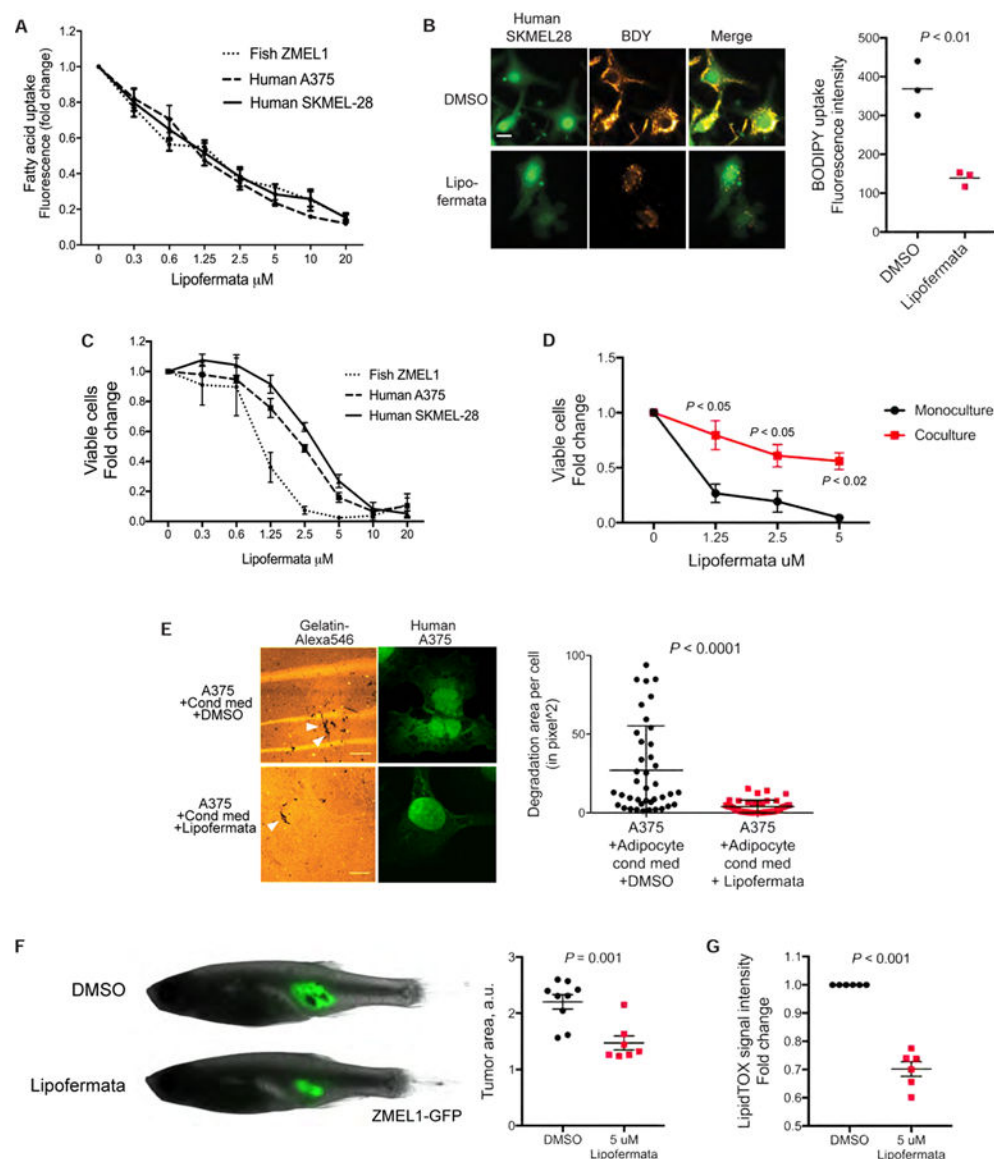 A
Fatty acid uptake
Fluorescence (fold change)
1.2
1.0
0.8
0.6
0.4
0.2
0.0
Fish ZMEL1
Human A375
Human SKMEL-28
0 0.3 0.6 1.25 2.5 5 10 20
Lipofermata μM
B
Human
SKMEL28
BDY
Merge
DMSO
Lipo-
fermata
BODIPY uptake
Fluorescence intensity
P < 0.01
500
400
300
200
100
0
DMSO
Lipofermata
C
Viable cells
Fold change
1.2
1.0
0.8
0.6
0.4
0.2
0.0
Fish ZMEL1
Human A375
Human SKMEL-28
0 0.3 0.6 1.25 2.5 5 10 20
Lipofermata μM
D
Viable cells
Fold change
1.5
1.0
0.5
0.0
P < 0.05
P < 0.05
P < 0.02
Monoculture
Coculture
0 1.25 2.5 5
Lipofermata uM
E
Gelatin-
Alexa546
Human
A375
A375
+Cond med
+DMSO
A375
+Cond med
+Lipofermata
Degradation area per cell
(in pixel^2)
P < 0.0001
100
50
0
A375
+Adipocyte
cond med
+DMSO
A375
+Adipocyte
cond med
+ Lipofermata
F
DMSO
Lipofermata
ZMEL1-GFP
Tumor area, a.u.
P = 0.001
3
2
1
0
DMSO
5 uM
Lipofermata
G
LipidTOX signal intensity
Fold change
P < 0.001
1.1
1.0
0.9
0.8
0.7
0.6
0.5
DMSO
5 uM
Lipofermata